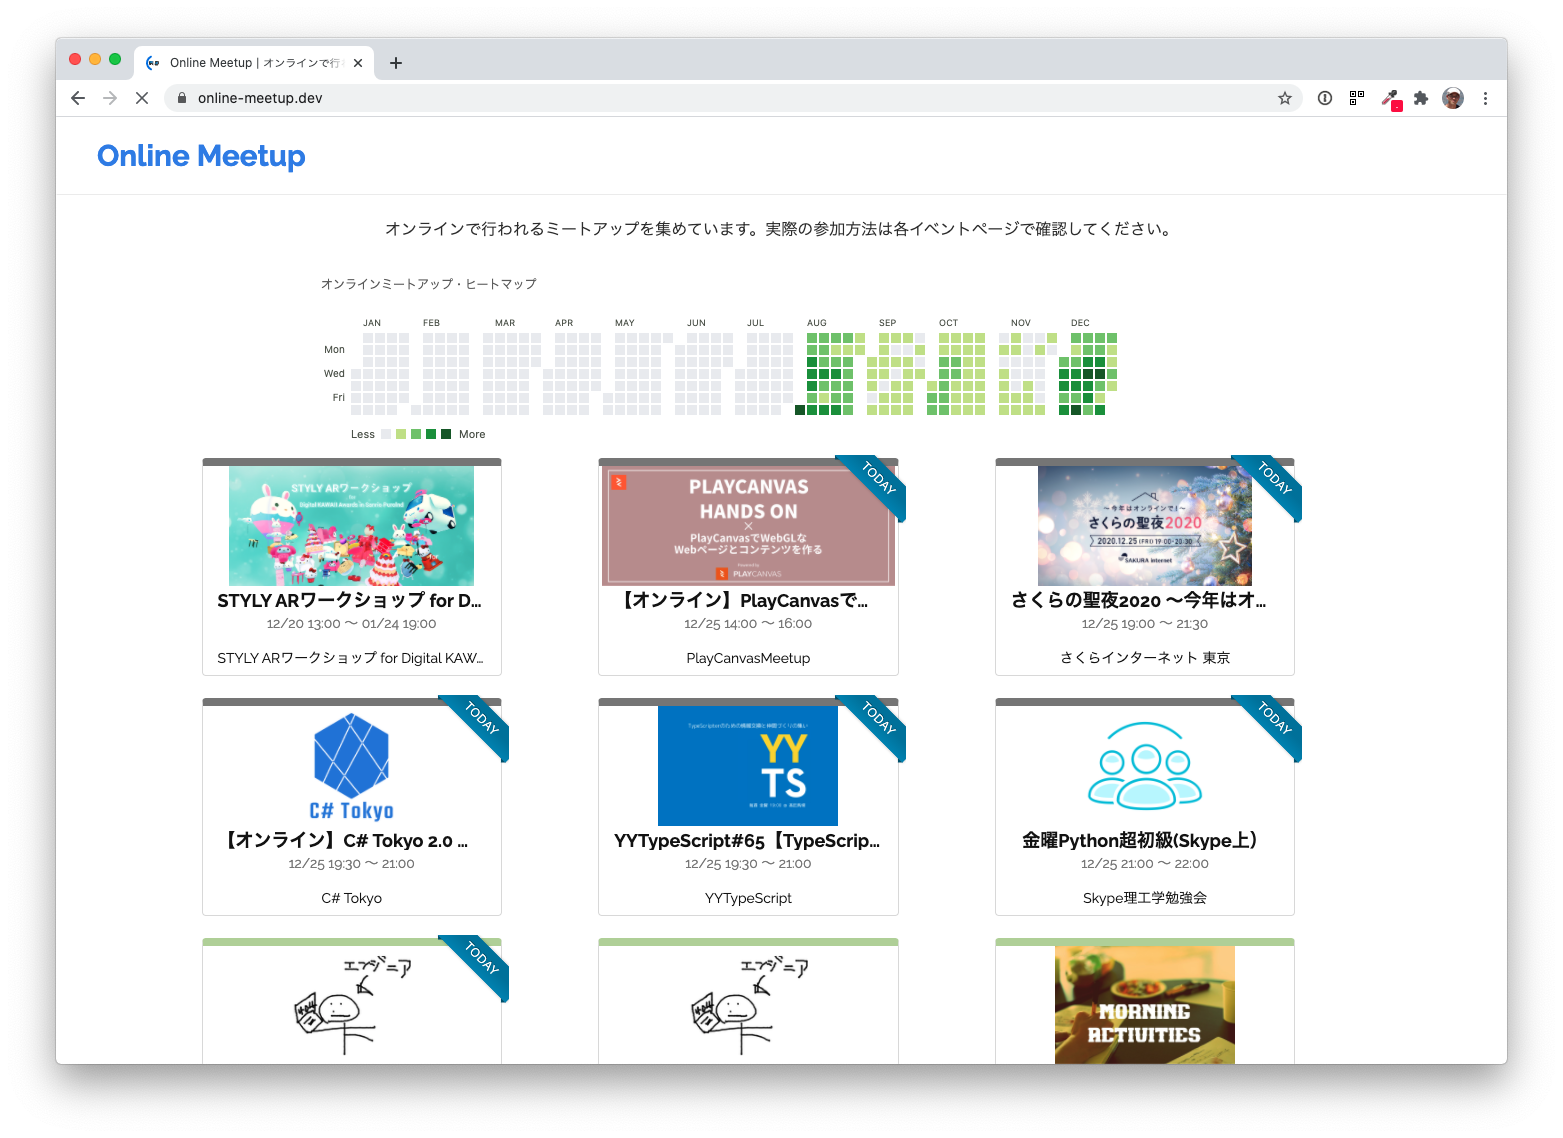 Online Meetup | オンラインで行
online-meetup.dev
Online Meetup
オンラインで行われるミートアップを集めています。実際の参加方法は各イベントページで確認してください。
オンラインミートアップ・ヒートマップ
JAN FEB MAR APR MAY JUN JUL AUG SEP OCT NOV DEC
Mon
Wed
Fri
Less More
STYLY ARワークショップ
for
Digital KAWAII Awards in Sanrio Puroland
STYLY ARワークショップ for D...
12/20 13:00 〜 01/24 19:00
STYLY ARワークショップ for Digital KAW...
TODAY
PLAYCANVAS
HANDS ON
×
PlayCanvasでWebGLな
Webページとコンテンツを作る
Powered by
PLAYCANVAS
【オンライン】PlayCanvasで...
12/25 14:00 〜 16:00
PlayCanvasMeetup
TODAY
〜今年はオンラインで!〜
さくらの聖夜2020
2020.12.25 (FRI) 19:00-20:30
SAKURA internet
さくらの聖夜2020 〜今年はオ...
12/25 19:00 〜 21:30
さくらインターネット 東京
TODAY
C# Tokyo
【オンライン】C# Tokyo 2.0 ...
12/25 19:30 〜 21:00
C# Tokyo
TODAY
YY
TS
YYTypeScript#65【TypeScrip...
12/25 19:30 〜 21:00
YYTypeScript
TODAY
金曜Python超初級(Skype上)
12/25 21:00 〜 22:00
Skype理工学勉強会
TODAY
エンジニア
エンジニア
MORNING
ACTIVITIES